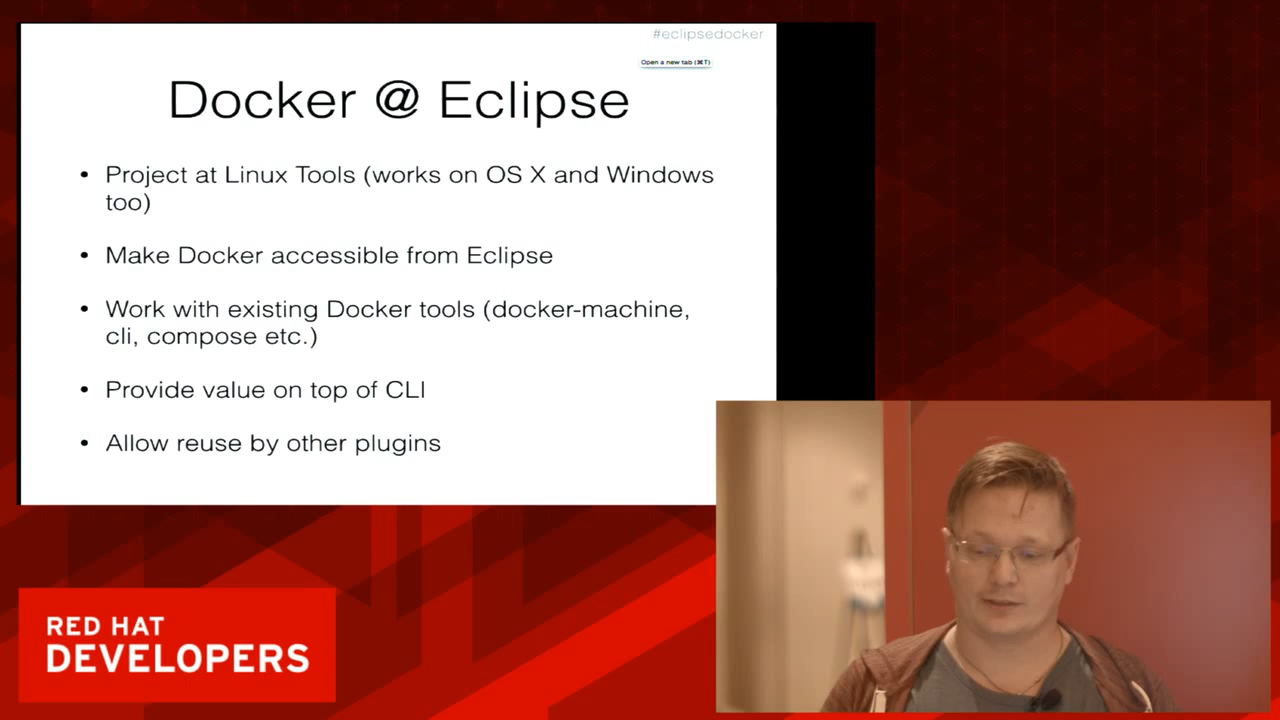 #eclipsedocker
Open a new tab (⌘T)
Docker @ Eclipse
• Project at Linux Tools (works on OS X and Windows
too)
• Make Docker accessible from Eclipse
• Work with existing Docker tools (docker-machine,
cli, compose etc.)
• Provide value on top of CLI
• Allow reuse by other plugins
RED HAT
DEVELOPERS